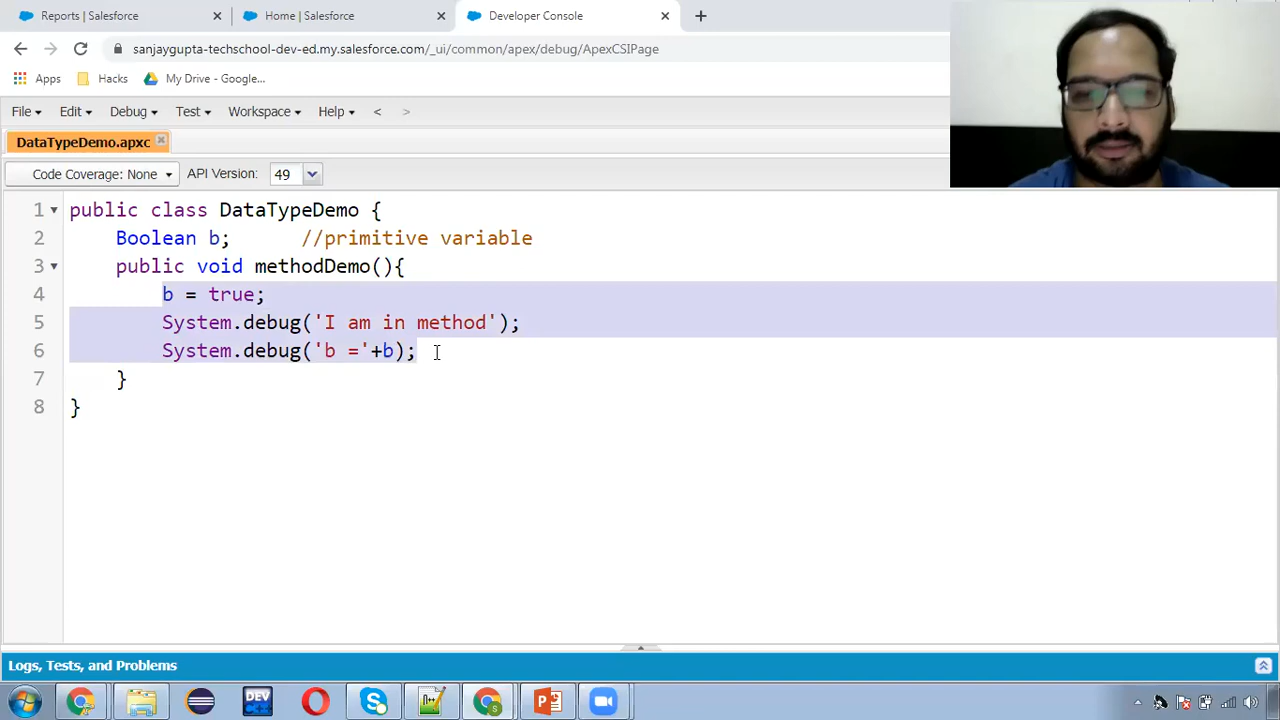 Reports | Salesforce
Home | Salesforce
Developer Console
sanjaygupta-techschool-dev-ed.my.salesforce.com/_ui/common/apex/debug/ApexCSIPage
Apps
Hacks
My Drive - Google...
File
Edit
Debug
Test
Workspace
Help
<
>
DataTypeDemo.apxc
Code Coverage: None
API Version:
49
1 public class DataTypeDemo {
2 Boolean b; //primitive variable
3 public void methodDemo(){
4 b = true;
5 System.debug('I am in method');
6 System.debug('b ='+b);
7 }
8 }
Logs, Tests, and Problems
DEV